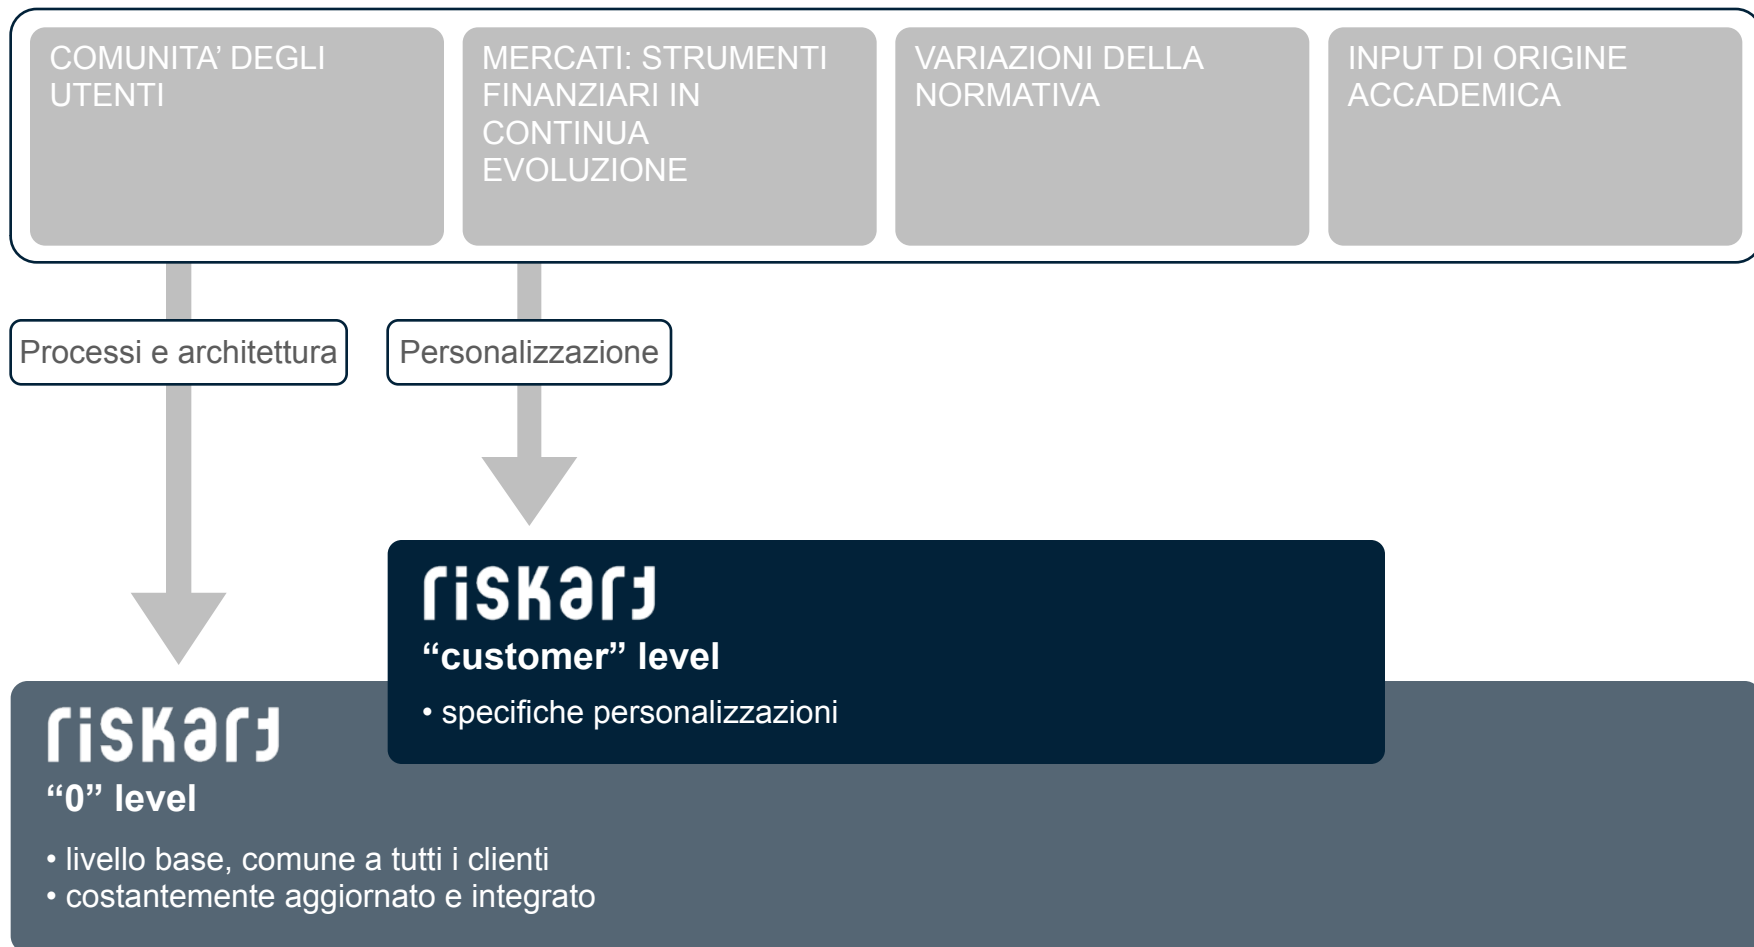 COMUNITA’ DEGLI
UTENTI
MERCATI: STRUMENTI
FINANZIARI IN
CONTINUA
EVOLUZIONE
VARIAZIONI DELLA
NORMATIVA
INPUT DI ORIGINE
ACCADEMICA
Processi e architettura
Personalizzazione
riskart
“customer” level
• specifiche personalizzazioni
riskart
“0” level
• livello base, comune a tutti i clienti
• costantemente aggiornato e integrato